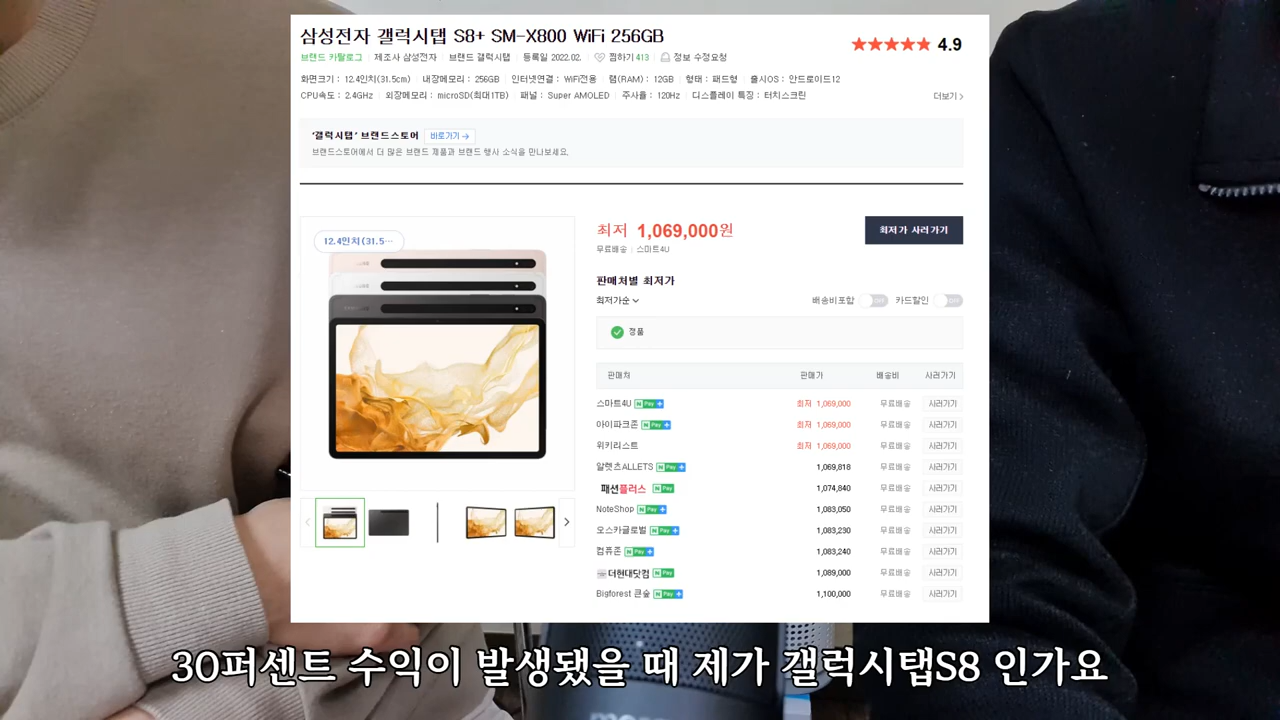 삼성전자 갤럭시탭 S8+ SM-X800 WiFi 256GB
4.9
브랜드 카탈로그 제조사 삼성전자 브랜드 갤럭시탭 등록일 2022.02. 찜하기 413 정보 수정요청
화면크기 : 12.4인치(31.5cm) 내장메모리 : 256GB 인터넷연결 : WiFi전용 램(RAM) : 12GB 형태 : 패드형 출시OS : 안드로이드12
CPU속도 : 2.4GHz 외장메모리 : microSD(최대1TB) 패널 : Super AMOLED 주사율 : 120Hz 디스플레이 특징 : 터치스크린
더보기 >
'갤럭시탭' 브랜드스토어 바로가기 →
브랜드스토어에서 더 많은 브랜드 제품과 브랜드 행사 소식을 만나보세요.
12.4인치(31.5···
최저 1,069,000원
최저가 사러가기
무료배송 스마트4U
판매처별 최저가
최저가순
배송비포함 OFF 카드할인 OFF
정품
판매처 판매가 배송비 사러가기
스마트4U N Pay + 최저 1,069,000 무료배송 사러가기
아이파크존 N Pay + 최저 1,069,000 무료배송 사러가기
위키리스트 최저 1,069,000 무료배송 사러가기
알렛츠ALLETS N Pay + 1,069,818 무료배송 사러가기
패션플러스 N Pay 1,074,840 무료배송 사러가기
NoteShop N Pay + 1,083,050 무료배송 사러가기
오스카글로벌 N Pay + 1,083,230 무료배송 사러가기
컴퓨존 N Pay + 1,083,240 무료배송 사러가기
더현대닷컴 N Pay 1,089,000 무료배송 사러가기
Bigforest 큰숲 N Pay + 1,100,000 무료배송 사러가기
30퍼센트 수익이 발생됐을 때 제가 갤럭시탭S8 인가요